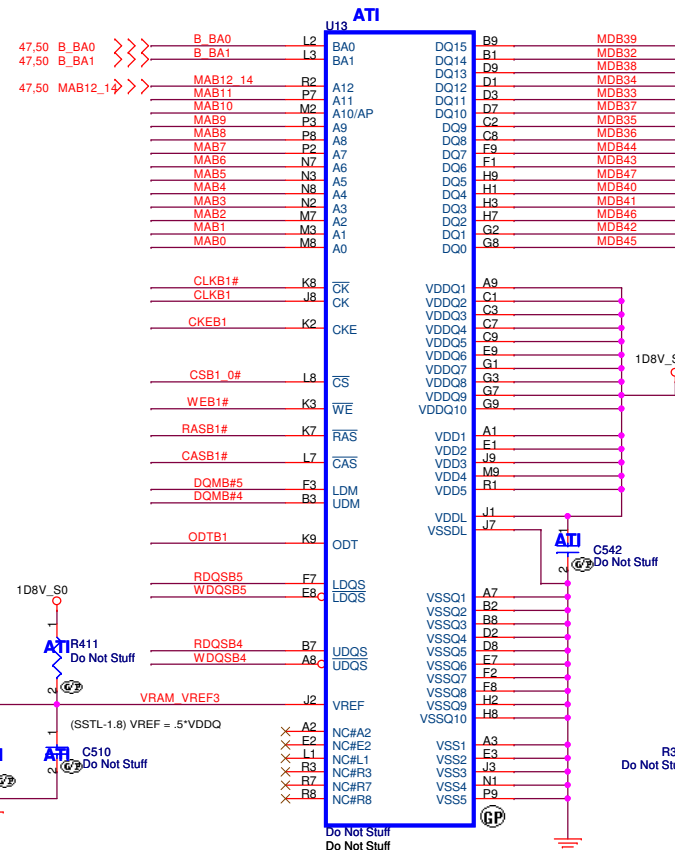 ATI
U13
47,50 B_BA0 B_BA0 L2 BA0 DQ15 B9 MDB39
47,50 B_BA1 B_BA1 L3 BA1 DQ14 B1 MDB32
DQ13 D9 MDB38
47,50 MAB12_14 MAB12_14 R2 A12 DQ12 D1 MDB34
MAB11 P7 A11 DQ11 D3 MDB33
MAB10 M2 A10/AP DQ10 D7 MDB37
MAB9 P3 A9 DQ9 C2 MDB35
MAB8 P8 A8 DQ8 C8 MDB36
MAB7 P2 A7 DQ7 F9 MDB44
MAB6 N7 A6 DQ6 F1 MDB43
MAB5 N3 A5 DQ5 H9 MDB47
MAB4 N8 A4 DQ4 H1 MDB40
MAB3 N2 A3 DQ3 H3 MDB41
MAB2 M7 A2 DQ2 H7 MDB46
MAB1 M3 A1 DQ1 G2 MDB42
MAB0 M8 A0 DQ0 G8 MDB45
CLKB1# K8 CK VDDQ1 A9
CLKB1 J8 CK VDDQ2 C1
VDDQ3 C3
CKEB1 K2 CKE VDDQ4 C7
VDDQ5 C9
VDDQ6 E9
VDDQ7 G1
1D8V_S
CSB1_0# L8 CS VDDQ8 G3
VDDQ9 G7
WEB1# K3 WE VDDQ10 G9
RASB1# K7 RAS VDD1 A1
VDD2 E1
CASB1# L7 CAS VDD3 J9
VDD4 M9
DQMB#5 F3 LDM VDD5 R1
DQMB#4 B3 UDM
VDDL J1
VSSDL J7
ODTB1 K9 ODT
ATI
1
2
C542
G/P Do Not Stuff
RDQSB5 F7 LDQS
WDQSB5 E8 LDQS VSSQ1 A7
1D8V_S0
VSSQ2 B2
VSSQ3 B8
VSSQ4 D2
RDQSB4 B7 UDQS VSSQ5 D8
WDQSB4 A8 UDQS VSSQ6 E7
VSSQ7 F2
VSSQ8 F8
VRAM_VREF3 J2 VREF VSSQ9 H2
VSSQ10 H8
1
ATI R411
Do Not Stuff
2
G/P
(SSTL-1.8) VREF = .5*VDDQ
A2 NC#A2
E2 NC#E2 VSS1 A3
L1 NC#L1 VSS2 E3
R3 NC#R3 VSS3 J3
R7 NC#R7 VSS4 N1
R8 NC#R8 VSS5 P9
1
ATI C510
2
G/P Do Not Stuff
R3
Do Not Stu
GP
Do Not Stuff
Do Not Stuff